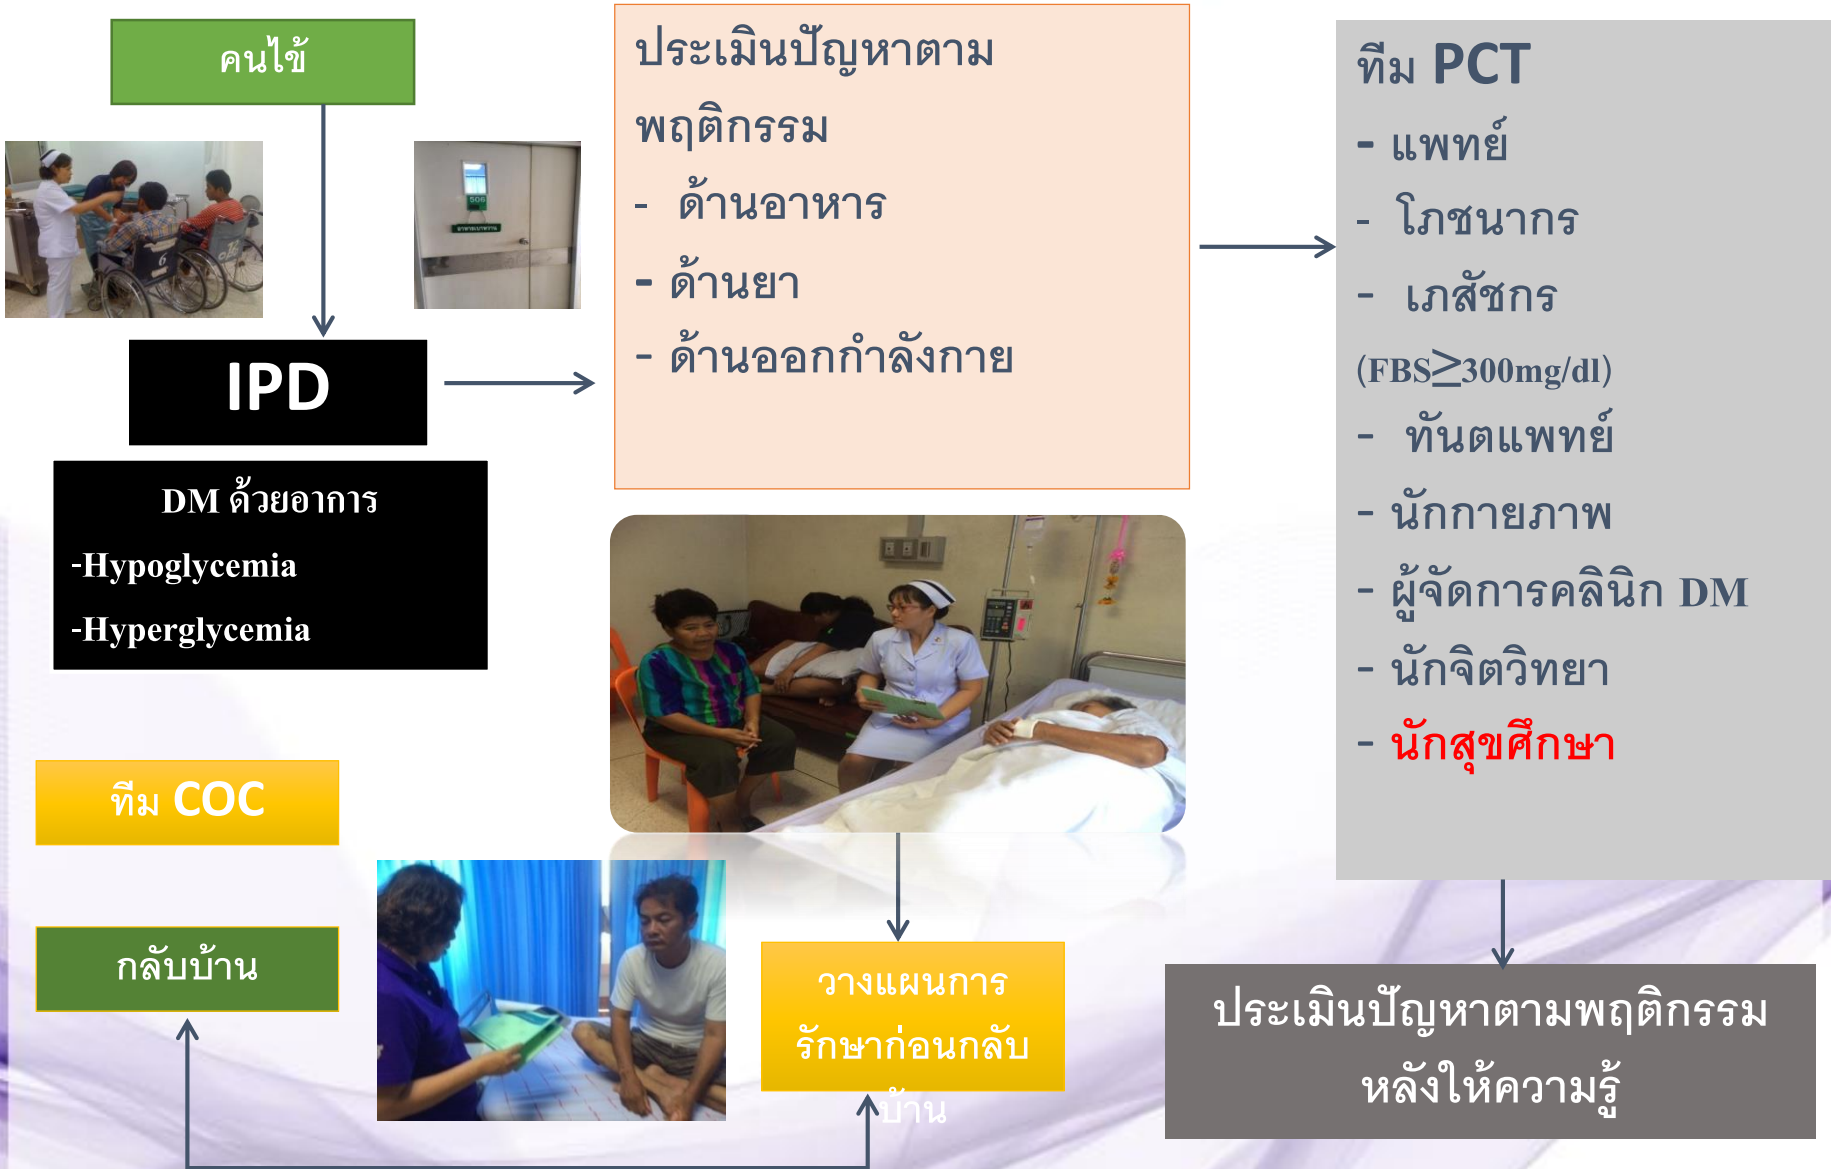 คนไข้
IPD
DM ด้วยอาการ
-Hypoglycemia
-Hyperglycemia
ประเมินปัญหาตาม
พฤติกรรม
- ด้านอาหาร
- ด้านยา
- ด้านออกกำลังกาย
ทีม PCT
- แพทย์
- โภชนากร
- เภสัชกร
(FBS≥300mg/dl)
- ทันตแพทย์
- นักกายภาพ
- ผู้จัดการคลินิก DM
- นักจิตวิทยา
- นักสุขศึกษา
ประเมินปัญหาตามพฤติกรรม
หลังให้ความรู้
วางแผนการ
รักษาก่อนกลับ
บ้าน
ทีม COC
กลับบ้าน
506
6